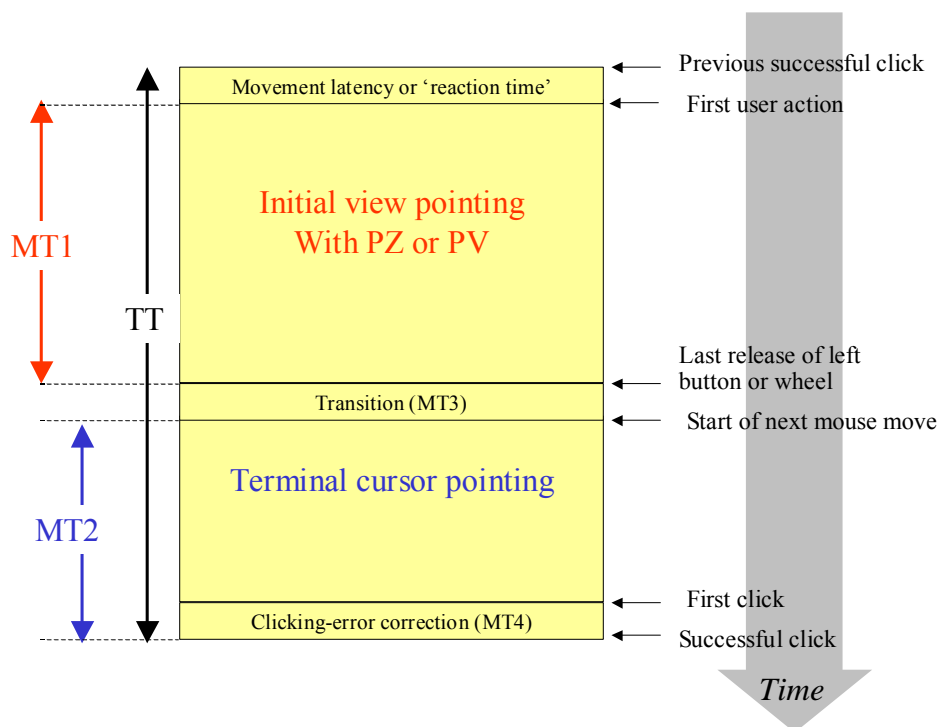 Previous successful click
Movement latency or ‘reaction time’
First user action
Initial view pointing
With PZ or PV
MT1
TT
Last release of left
button or wheel
Transition (MT3)
Start of next mouse move
Terminal cursor pointing
MT2
First click
Clicking-error correction (MT4)
Successful click
Time